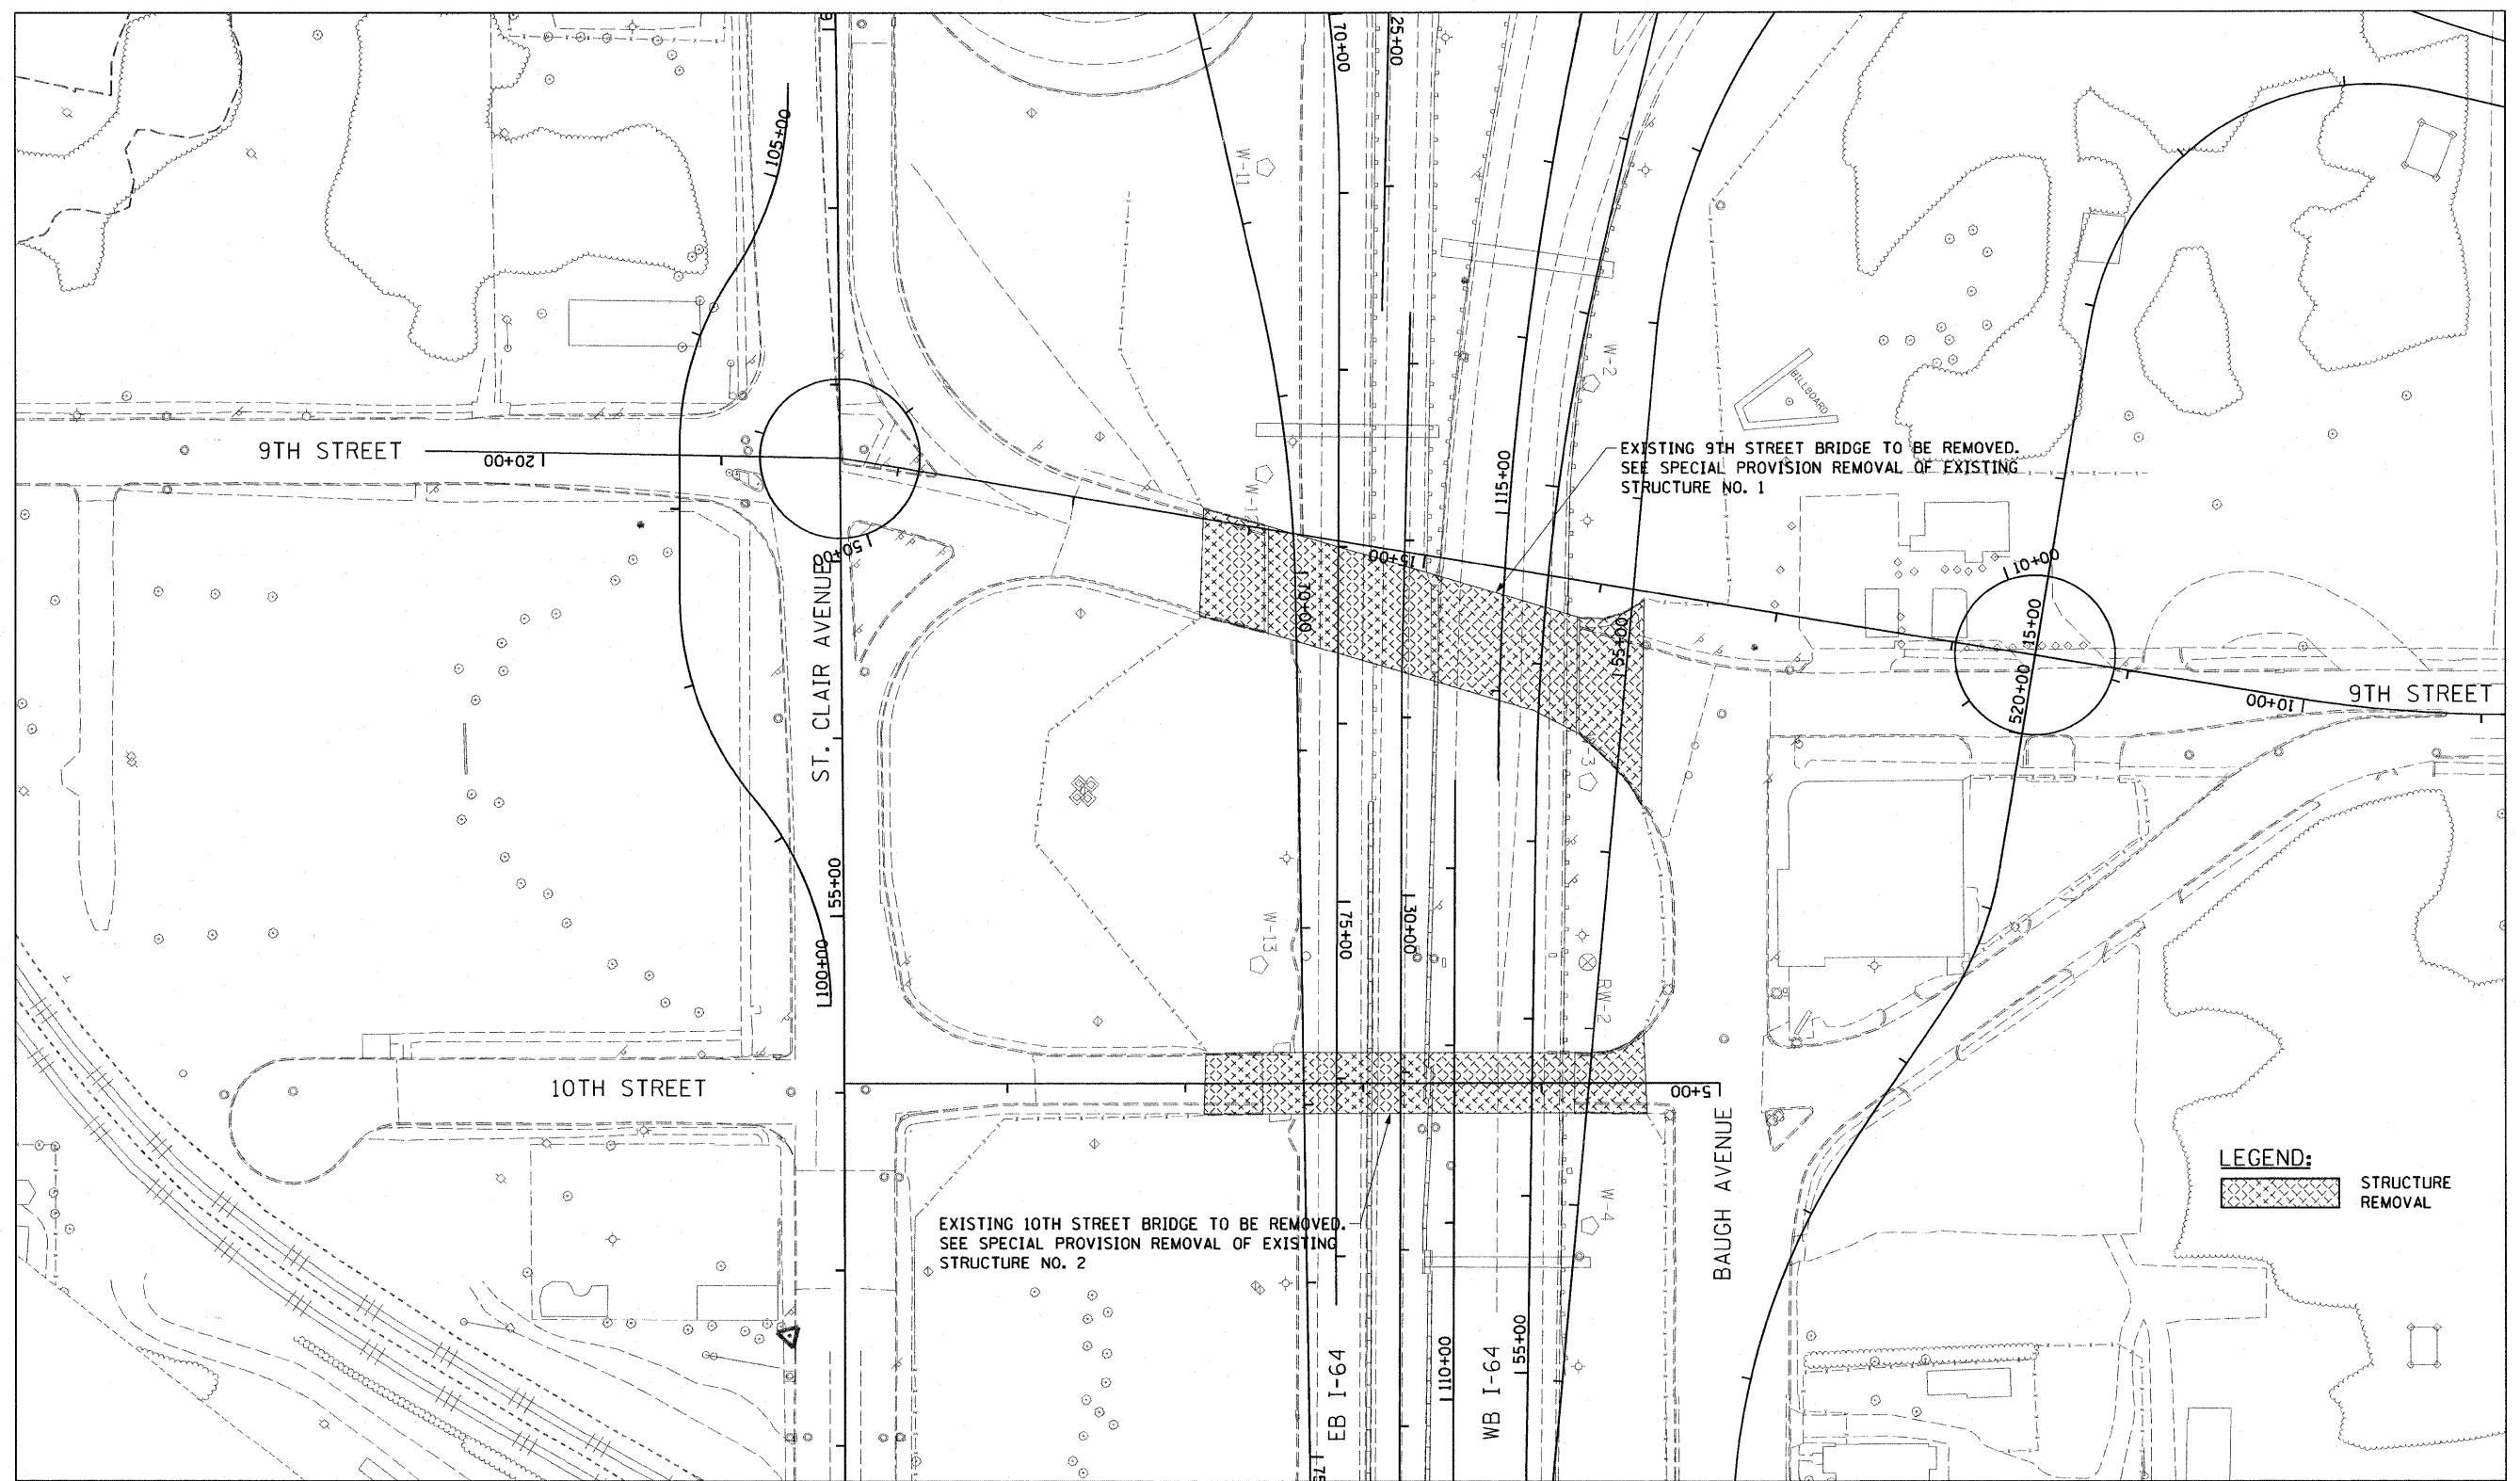 70+00
25+00
105+00
W-11
W-2
BILLBOARD
9TH STREET
20+00
115+00
EXISTING 9TH STREET BRIDGE TO BE REMOVED.
SEE SPECIAL PROVISION REMOVAL OF EXISTING
STRUCTURE NO. 1
50+00
15+00
10+00
110+00
55+00
15+00
520+00
ST. CLAIR AVENUE
10+00
9TH STREET
55+00
100+00
W-13
75+00
30+00
RW-2
10TH STREET
5+00
BAUGH AVENUE
LEGEND:
STRUCTURE
REMOVAL
EXISTING 10TH STREET BRIDGE TO BE REMOVED.
SEE SPECIAL PROVISION REMOVAL OF EXISTING
STRUCTURE NO. 2
W-4
EB I-64
110+00
WB I-64
55+00